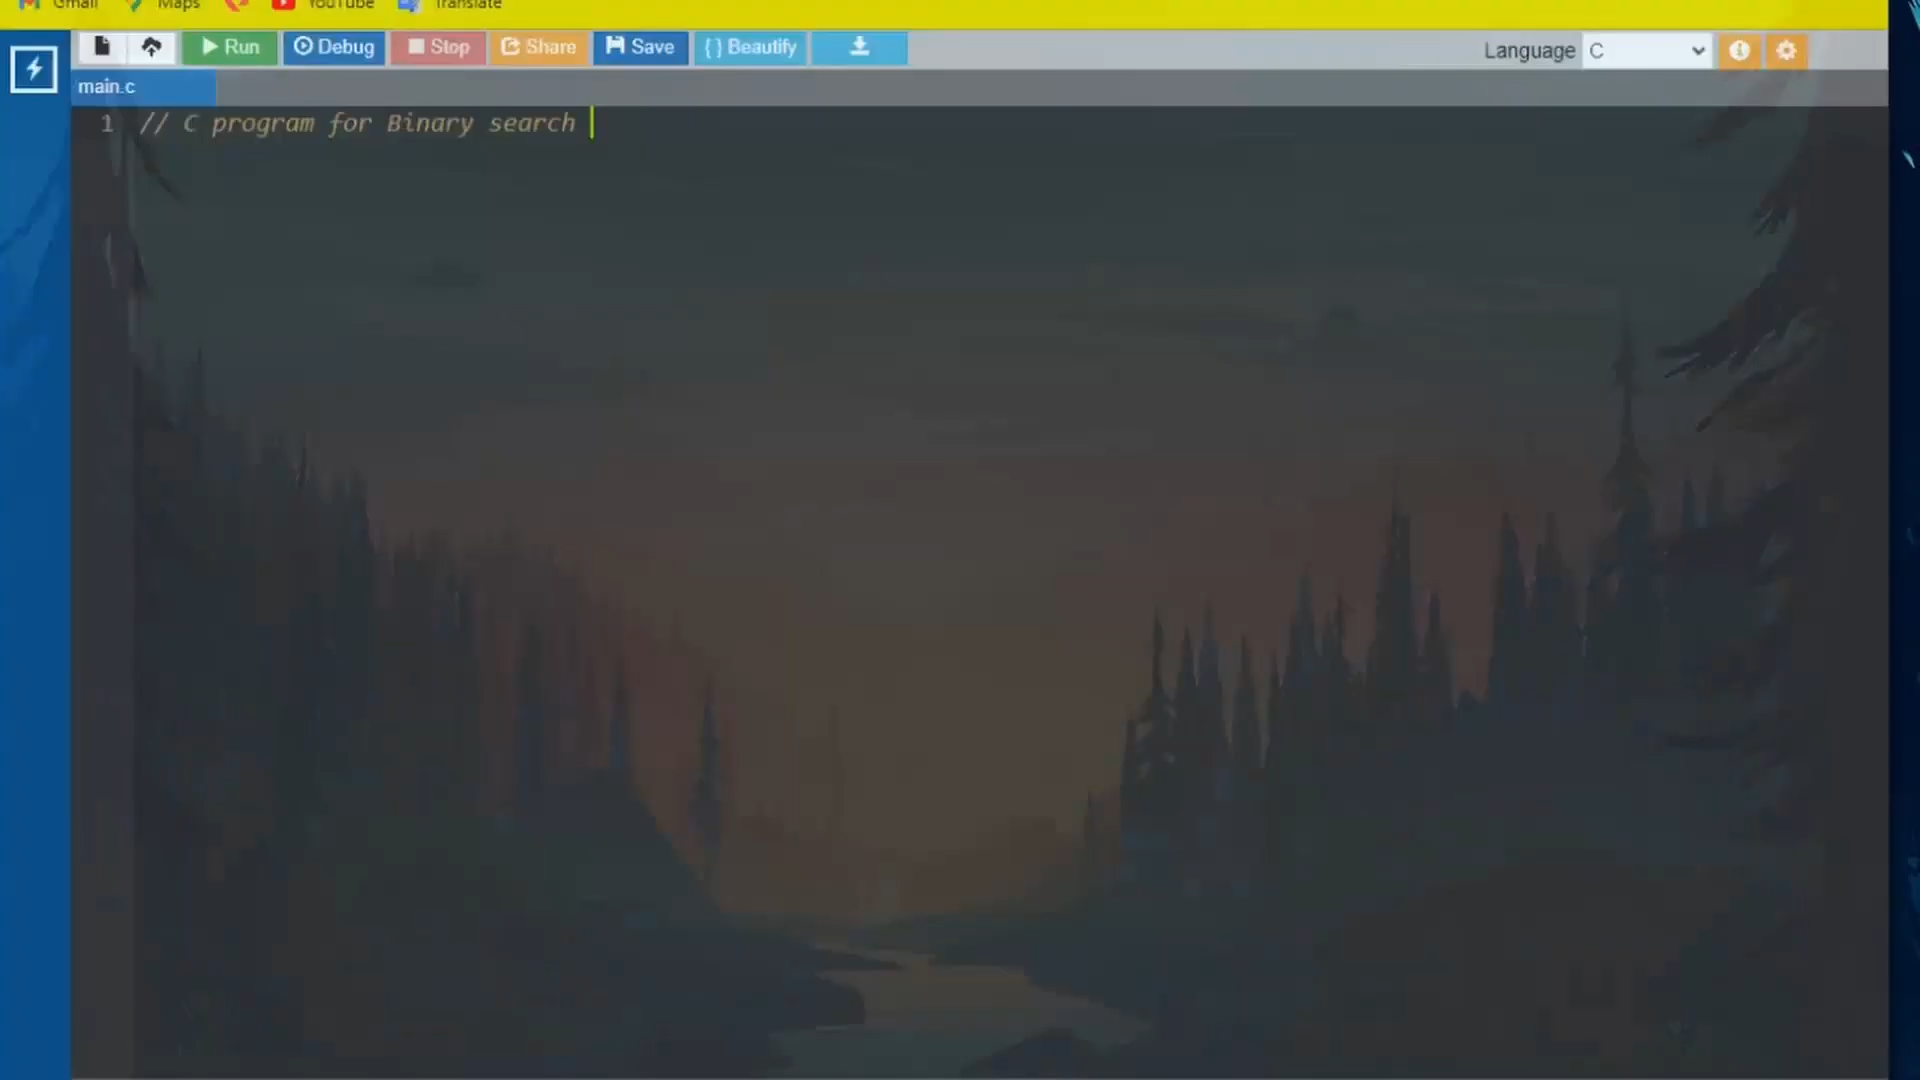 Gmail Maps YouTube Translate
Run Debug Stop Share Save { } Beautify Language C
main.c
1 // C program for Binary search